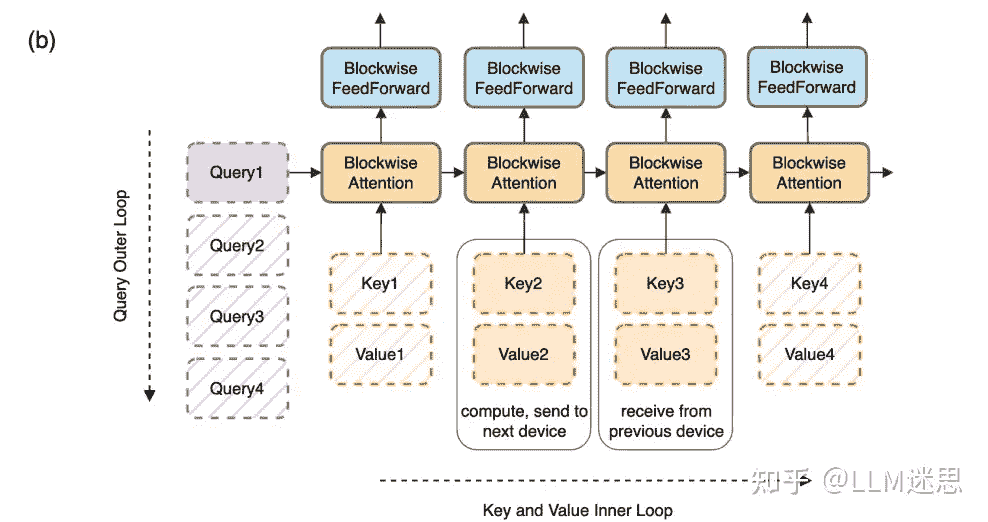 (b)
Blockwise
FeedForward
Blockwise
FeedForward
Blockwise
FeedForward
Blockwise
FeedForward
Query Outer Loop
Query1
Query2
Query3
Query4
Blockwise
Attention
Blockwise
Attention
Blockwise
Attention
Blockwise
Attention
Key1
Value1
Key2
Value2
compute, send to
next device
Key3
Value3
receive from
previous device
Key4
Value4
Key and Value Inner Loop
知乎 @LLM迷思